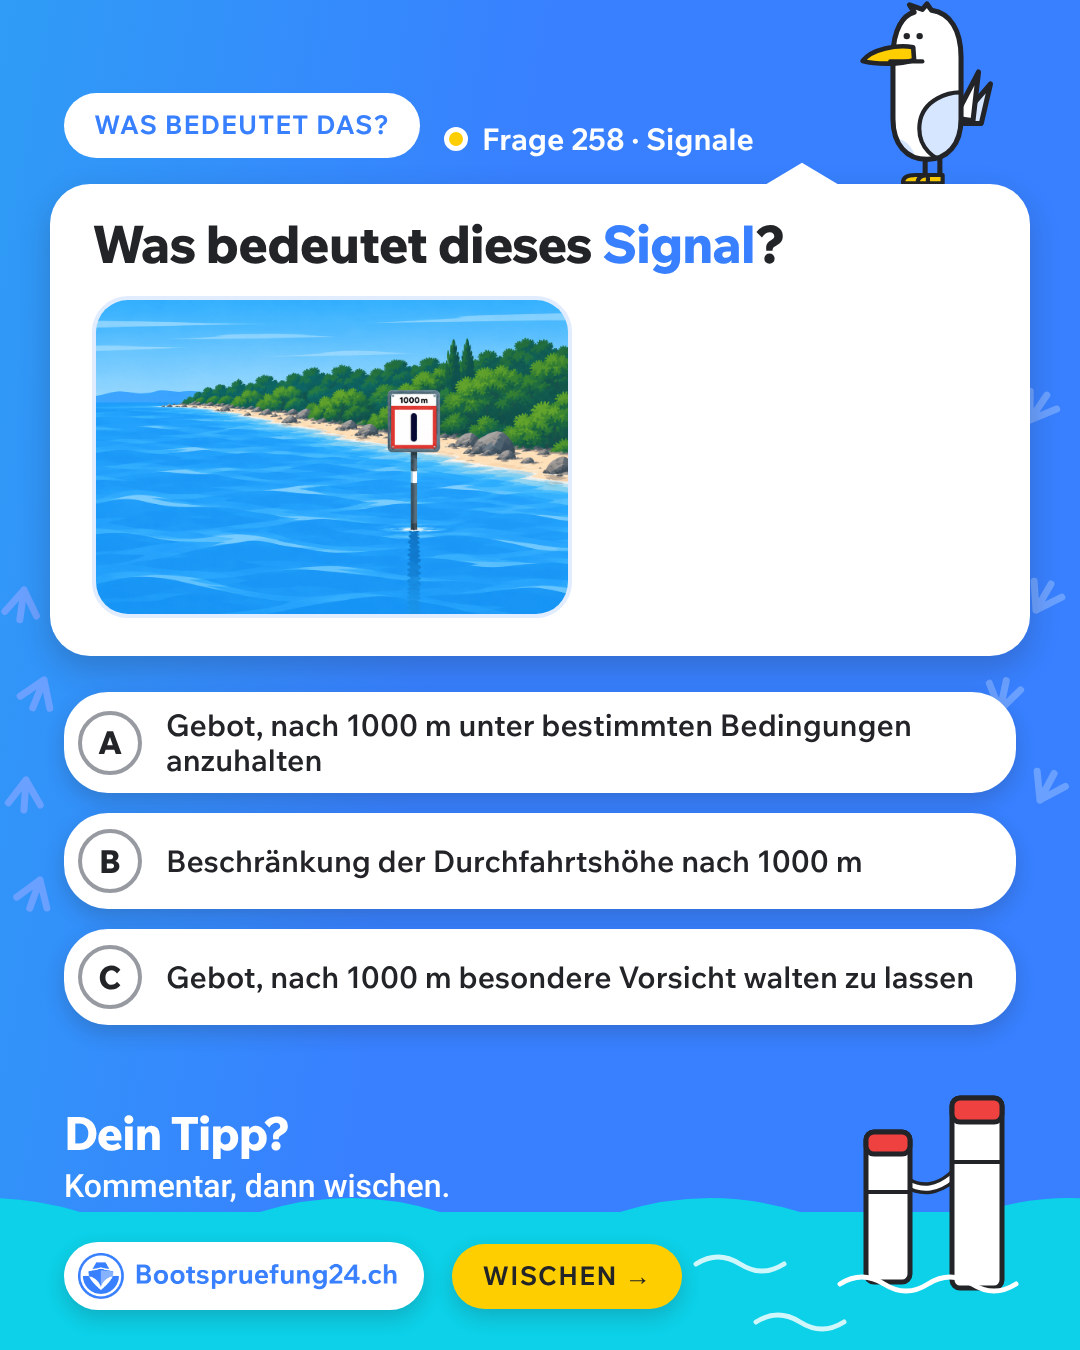 WAS BEDEUTET DAS?
Frage 258 · Signale
Was bedeutet dieses Signal?
1000 m
A
Gebot, nach 1000 m unter bestimmten Bedingungen
anzuhalten
B
Beschränkung der Durchfahrtshöhe nach 1000 m
C
Gebot, nach 1000 m besondere Vorsicht walten zu lassen
Dein Tipp?
Kommentar, dann wischen.
Bootspruefung24.ch
WISCHEN →